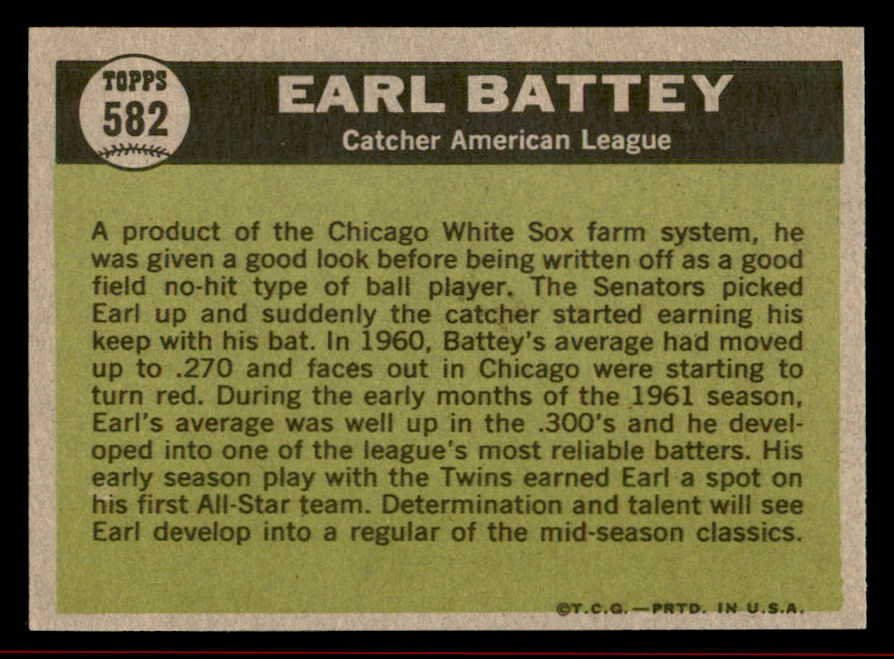 TOPPS
582
EARL BATTEY
Catcher American League
A product of the Chicago White Sox farm system, he
was given a good look before being written off as a good
field no-hit type of ball player. The Senators picked
Earl up and suddenly the catcher started earning his
keep with his bat. In 1960, Battey's average had moved
up to .270 and faces out in Chicago were starting to
turn red. During the early months of the 1961 season,
Earl's average was well up in the .300's and he devel-
oped into one of the league's most reliable batters. His
early season play with the Twins earned Earl a spot on
his first All-Star team. Determination and talent will see
Earl develop into a regular of the mid-season classics.
©T.C.G.—PRTD. IN U.S.A.